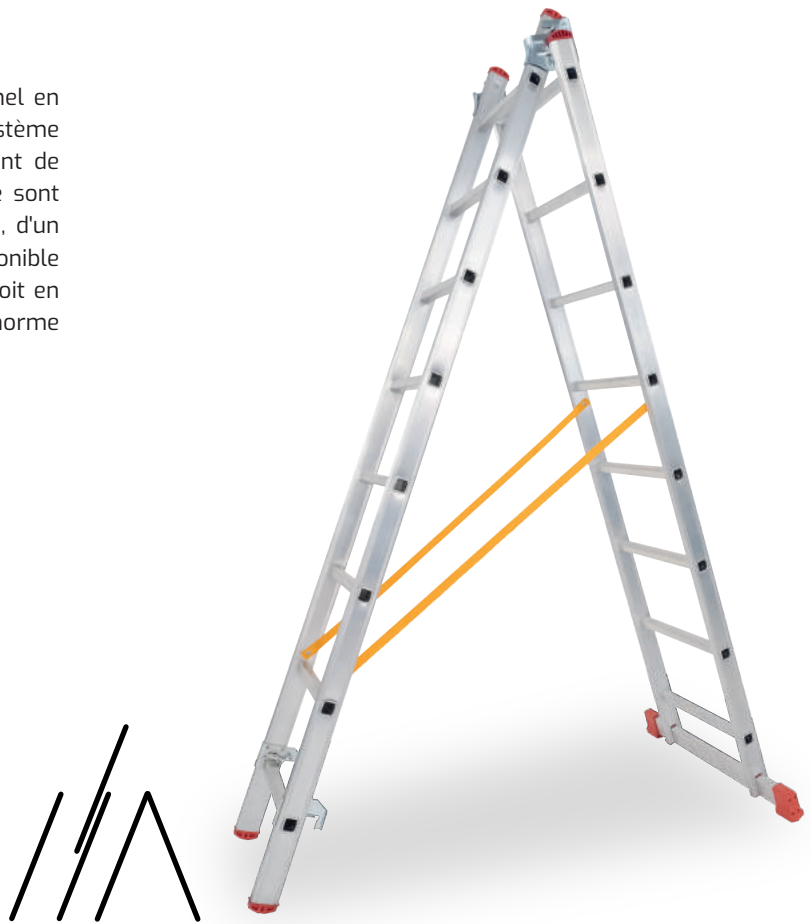 nel en
stème
nt de
e sont
, d'un
onible
oit en
norme